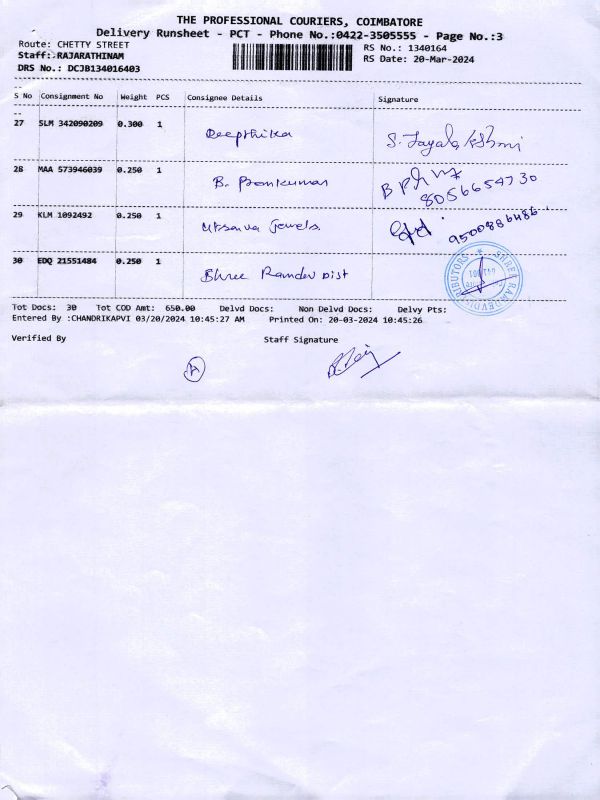 THE PROFESSIONAL COURIERS, COIMBATORE
Delivery Runsheet - PCT - Phone No.:0422-3505555 - Page No.:3
Route: CHETTY STREET
RS No.: 1340164
Staff: RAJARATHINAM
RS Date: 20-Mar-2024
DRS No.: DCJB134016403
S No Consignment No Weight PCS Consignee Details Signature
27 SLM 342090209 0.300 1 Deepthika S. Jayalakshmi
28 MAA 573946039 0.250 1 B. Premkumar
8056654730
29 KLM 1092492 0.250 1 Utsava Jewels. 9500886486.
30 EDQ 21551484 0.250 1 Shree Ramdev Dist
SHREE RAMDEV DISTRIBUTORS
Tot Docs: 30 Tot COD Amt: 650.00 Delvd Docs: Non Delvd Docs: Delvy Pts:
Entered By :CHANDRIKAPVI 03/20/2024 10:45:27 AM Printed On: 20-03-2024 10:45:26
Verified By Staff Signature